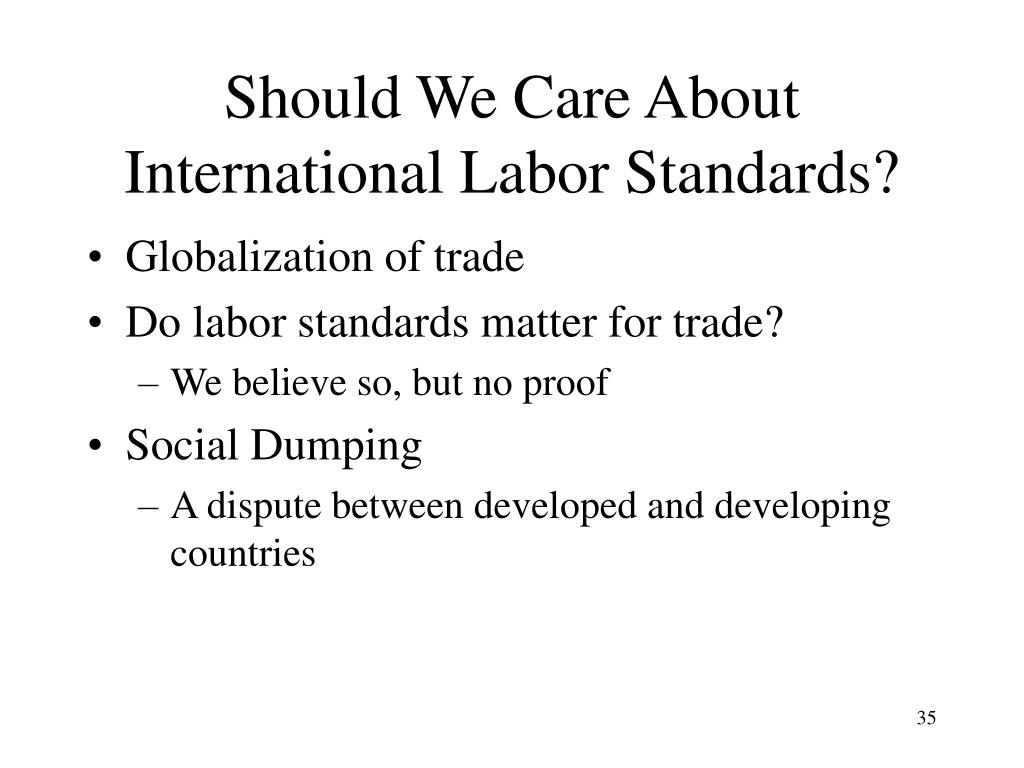 Should We Care About
International Labor Standards?
• Globalization of trade
• Do labor standards matter for trade?
– We believe so, but no proof
• Social Dumping
– A dispute between developed and developing
countries
35